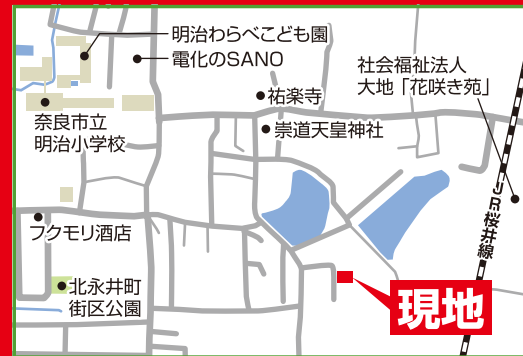 明治わらべこども園
電化のSANO
社会福祉法人
大地「花咲き苑」
祐楽寺
崇道天皇神社
奈良市立
明治小学校
JR桜井線
フクモリ酒店
北永井町
街区公園
現地